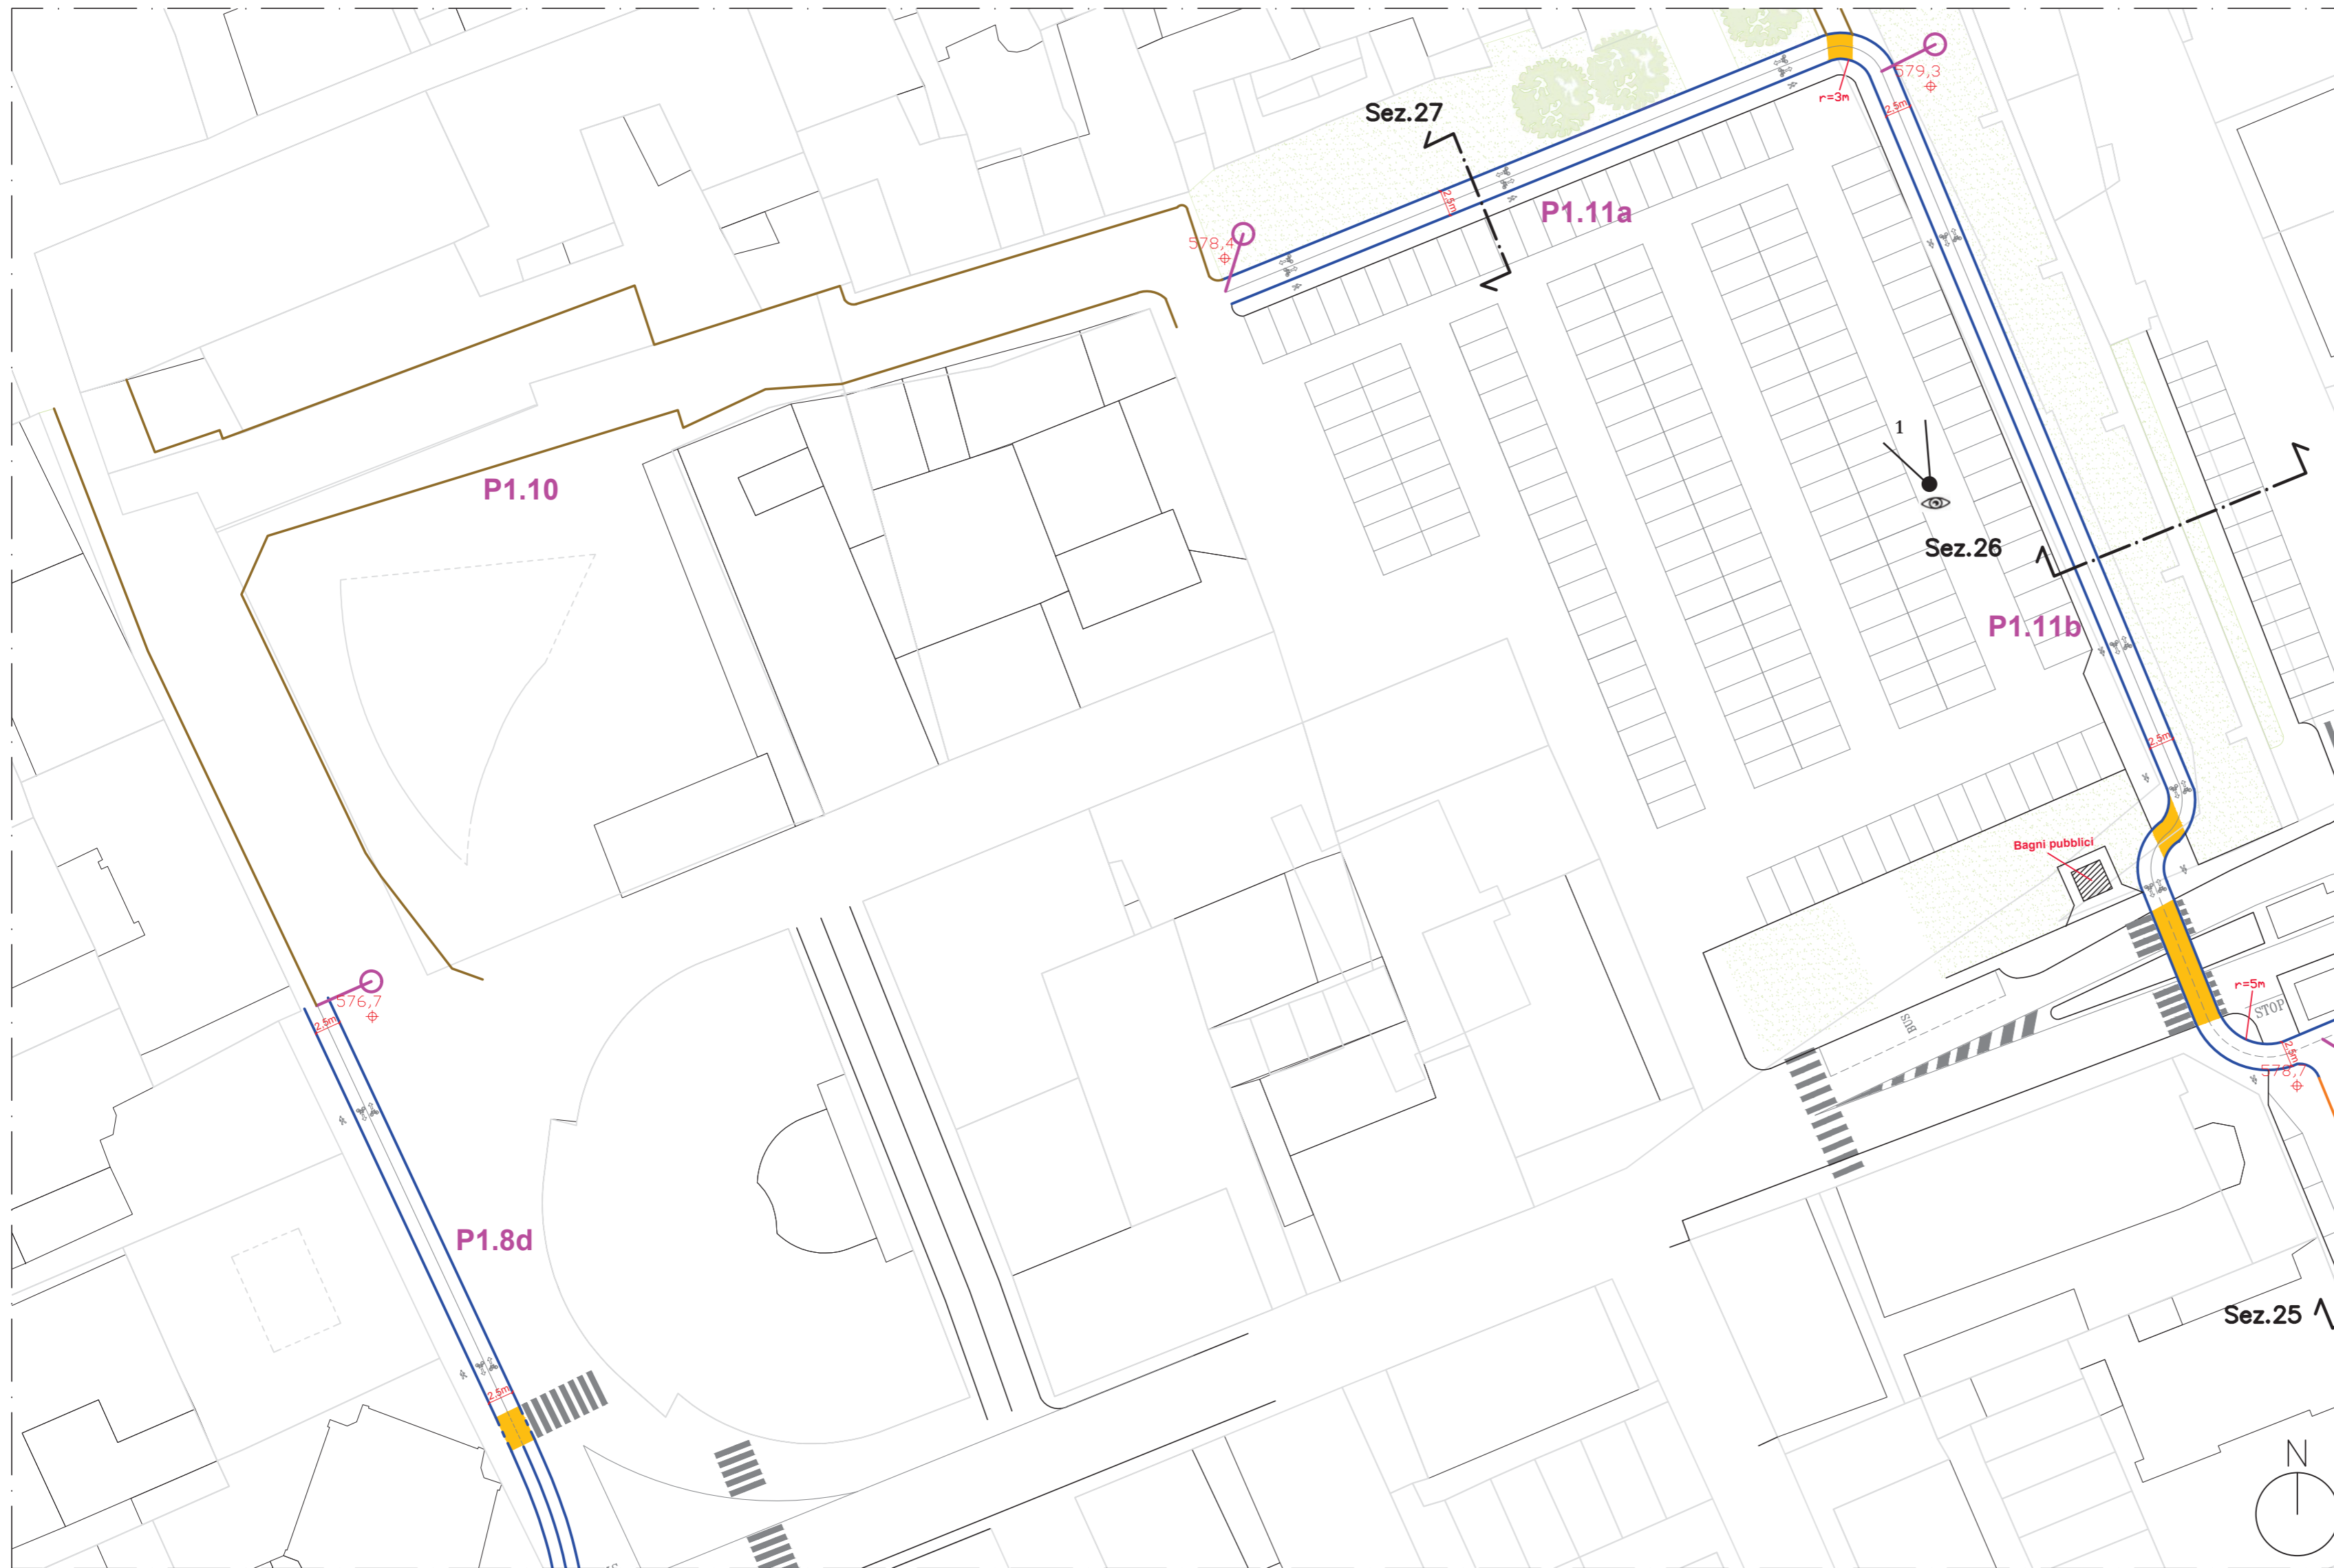 579,3
r=3m
2,5m
Sez.27
2,5m
P1.11a
578,4
1
P1.10
Sez.26
P1.11b
2,5m
Bagni pubblici
r=5m
STOP
BUS
2,5m
578,7
576,7
2,5m
P1.8d
Sez.25
2,5m
N